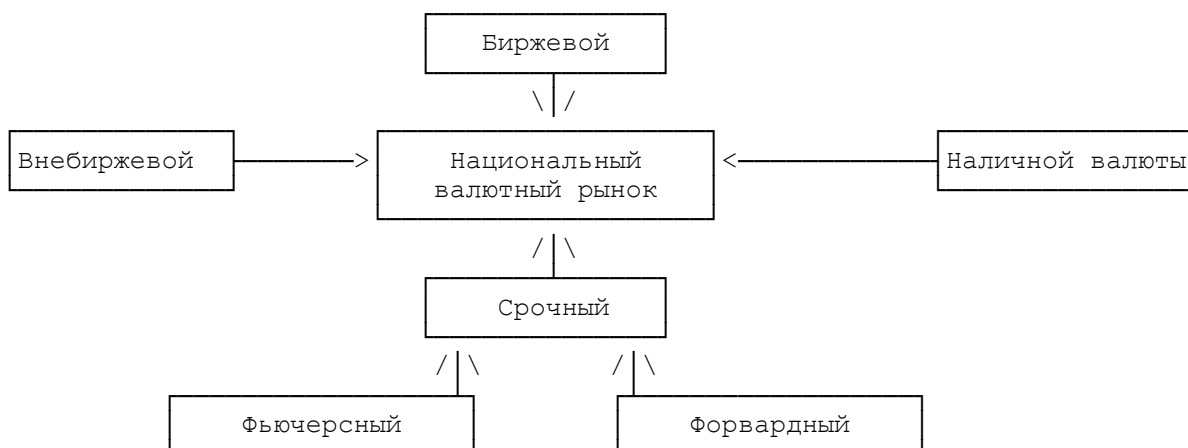 Биржевой
Внебиржевой
Национальный
валютный рынок
Наличной валюты
Срочный
Фьючерсный
Форвардный